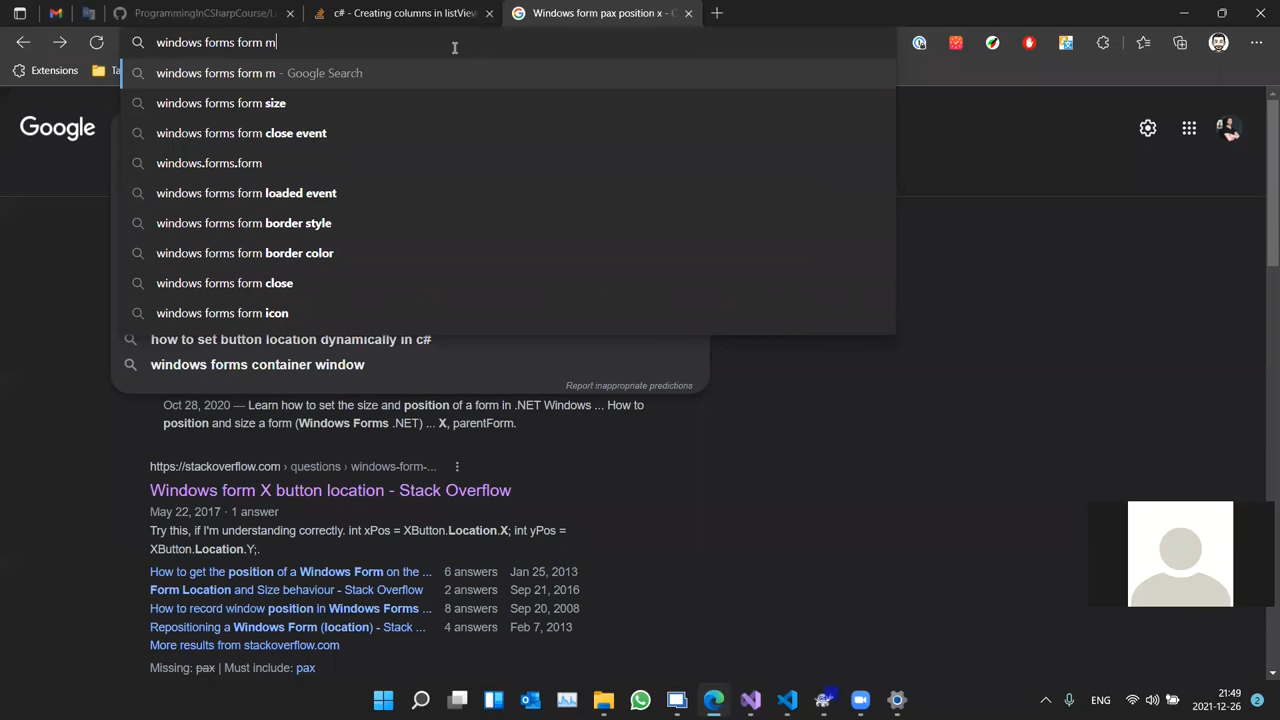 ProgrammingInCSharpCourse/L
c# - Creating columns in listView
Windows form pax position x - G
windows forms form m
Extensions
Ta
windows forms form m - Google Search
windows forms form size
windows forms form close event
windows.forms.form
windows forms form loaded event
windows forms form border style
windows forms form border color
windows forms form close
windows forms form icon
Google
how to set button location dynamically in c#
windows forms container window
Report inappropriate predictions
Oct 28, 2020 — Learn how to set the size and position of a form in .NET Windows ... How to
position and size a form (Windows Forms .NET) ... X, parentForm.
https://stackoverflow.com › questions › windows-form-...
Windows form X button location - Stack Overflow
May 22, 2017 · 1 answer
Try this, if I'm understanding correctly. int xPos = XButton.Location.X; int yPos =
XButton.Location.Y;.
How to get the position of a Windows Form on the ... 6 answers Jan 25, 2013
Form Location and Size behaviour - Stack Overflow 2 answers Sep 21, 2016
How to record window position in Windows Forms ... 8 answers Sep 20, 2008
Repositioning a Windows Form (location) - Stack ... 4 answers Feb 7, 2013
More results from stackoverflow.com
Missing: pax | Must include: pax
ENG
21:49
2021-12-26
2